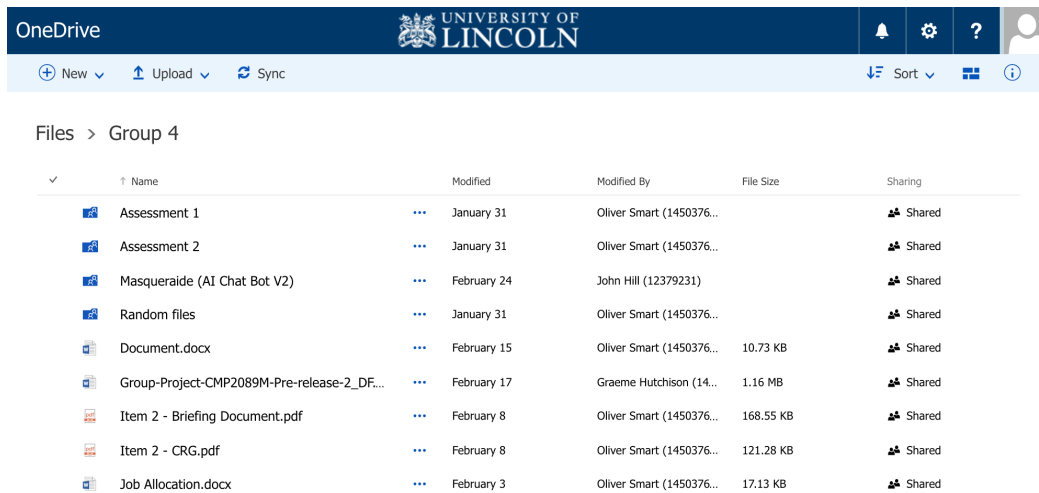 OneDrive UNIVERSITY OF LINCOLN ?
New Upload Sync Sort
Files > Group 4
Name Modified Modified By File Size Sharing
Assessment 1 ... January 31 Oliver Smart (1450376... Shared
Assessment 2 ... January 31 Oliver Smart (1450376... Shared
Masqueraide (AI Chat Bot V2) ... February 24 John Hill (12379231) Shared
Random files ... January 31 Oliver Smart (1450376... Shared
Document.docx ... February 15 Oliver Smart (1450376... 10.73 KB Shared
Group-Project-CMP2089M-Pre-release-2_DF... ... February 17 Graeme Hutchison (14... 1.16 MB Shared
Item 2 - Briefing Document.pdf ... February 8 Oliver Smart (1450376... 168.55 KB Shared
Item 2 - CRG.pdf ... February 8 Oliver Smart (1450376... 121.28 KB Shared
Job Allocation.docx ... February 3 Oliver Smart (1450376... 17.13 KB Shared